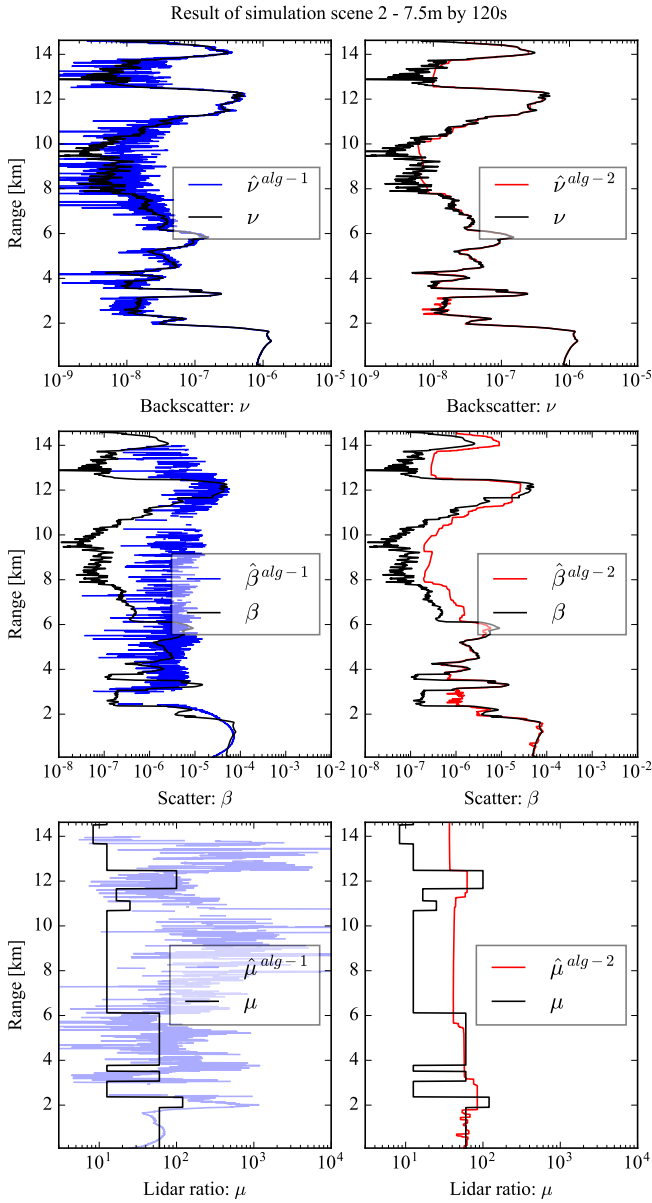 Result of simulation scene 2 - 7.5m by 120s
14
12
10
8
6
4
2
Range [km]
ν̂^{alg−1}
ν
10^-9 10^-8 10^-7 10^-6 10^-5
Backscatter: ν
ν̂^{alg−2}
ν
10^-9 10^-8 10^-7 10^-6 10^-5
Backscatter: ν
14
12
10
8
6
4
2
Range [km]
β̂^{alg−1}
β
10^-8 10^-7 10^-6 10^-5 10^-4 10^-3 10^-2
Scatter: β
β̂^{alg−2}
β
10^-8 10^-7 10^-6 10^-5 10^-4 10^-3 10^-2
Scatter: β
14
12
10
8
6
4
2
Range [km]
μ̂^{alg−1}
μ
10^1 10^2 10^3 10^4
Lidar ratio: μ
μ̂^{alg−2}
μ
10^1 10^2 10^3 10^4
Lidar ratio: μ